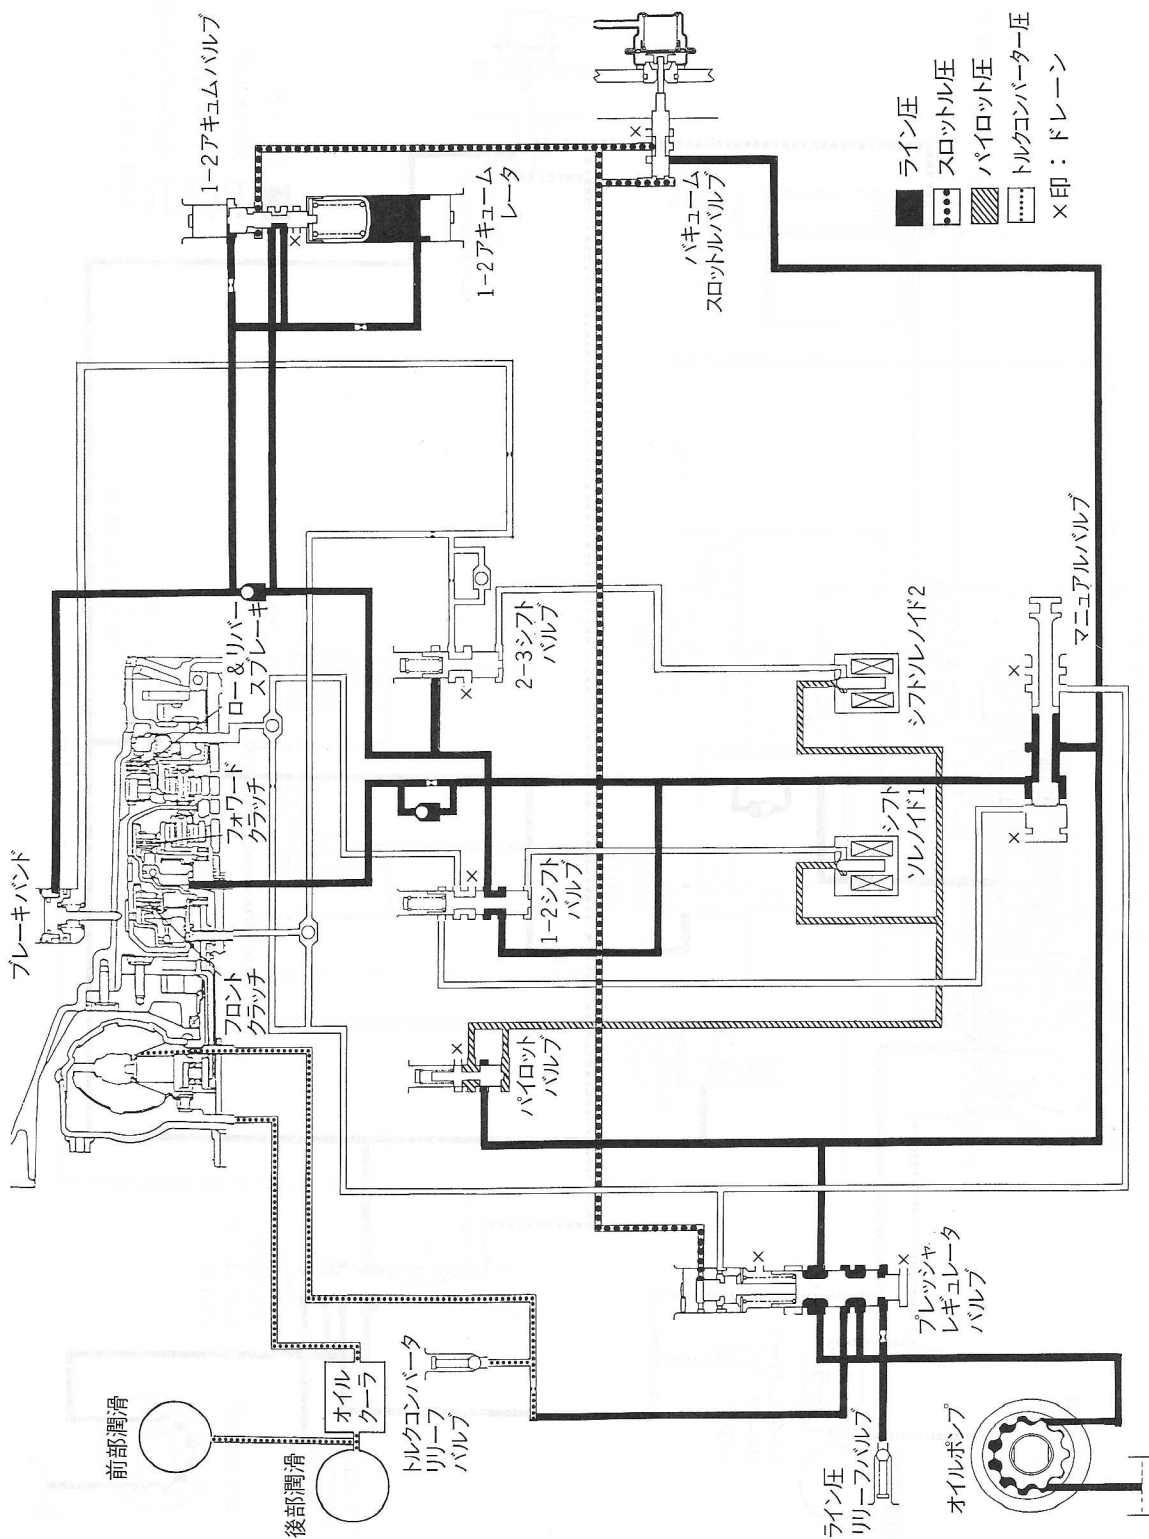 1-2アキュムバルブ
1-2アキューム
レータ
バキューム
スロットルバルブ
ライン圧
スロットル圧
パイロット圧
トルクコンバーター圧
×印：ドレーン
ブレーキバンド
フロント
クラッチ
フォワード
クラッチ
ロー＆リバー
スブレーキ
2-3シフト
バルブ
1-2シフト
バルブ
シフトソレノイド2
シフト
ソレノイド1
マニュアルバルブ
パイロット
バルブ
前部潤滑
後部潤滑
オイル
クーラ
トルクコンバータ
リリーフ
バルブ
ライン圧
リリーフバルブ
プレッシャ
レギュレータ
バルブ
オイルポンプ
×
×
×
×
×
×
×
×
×